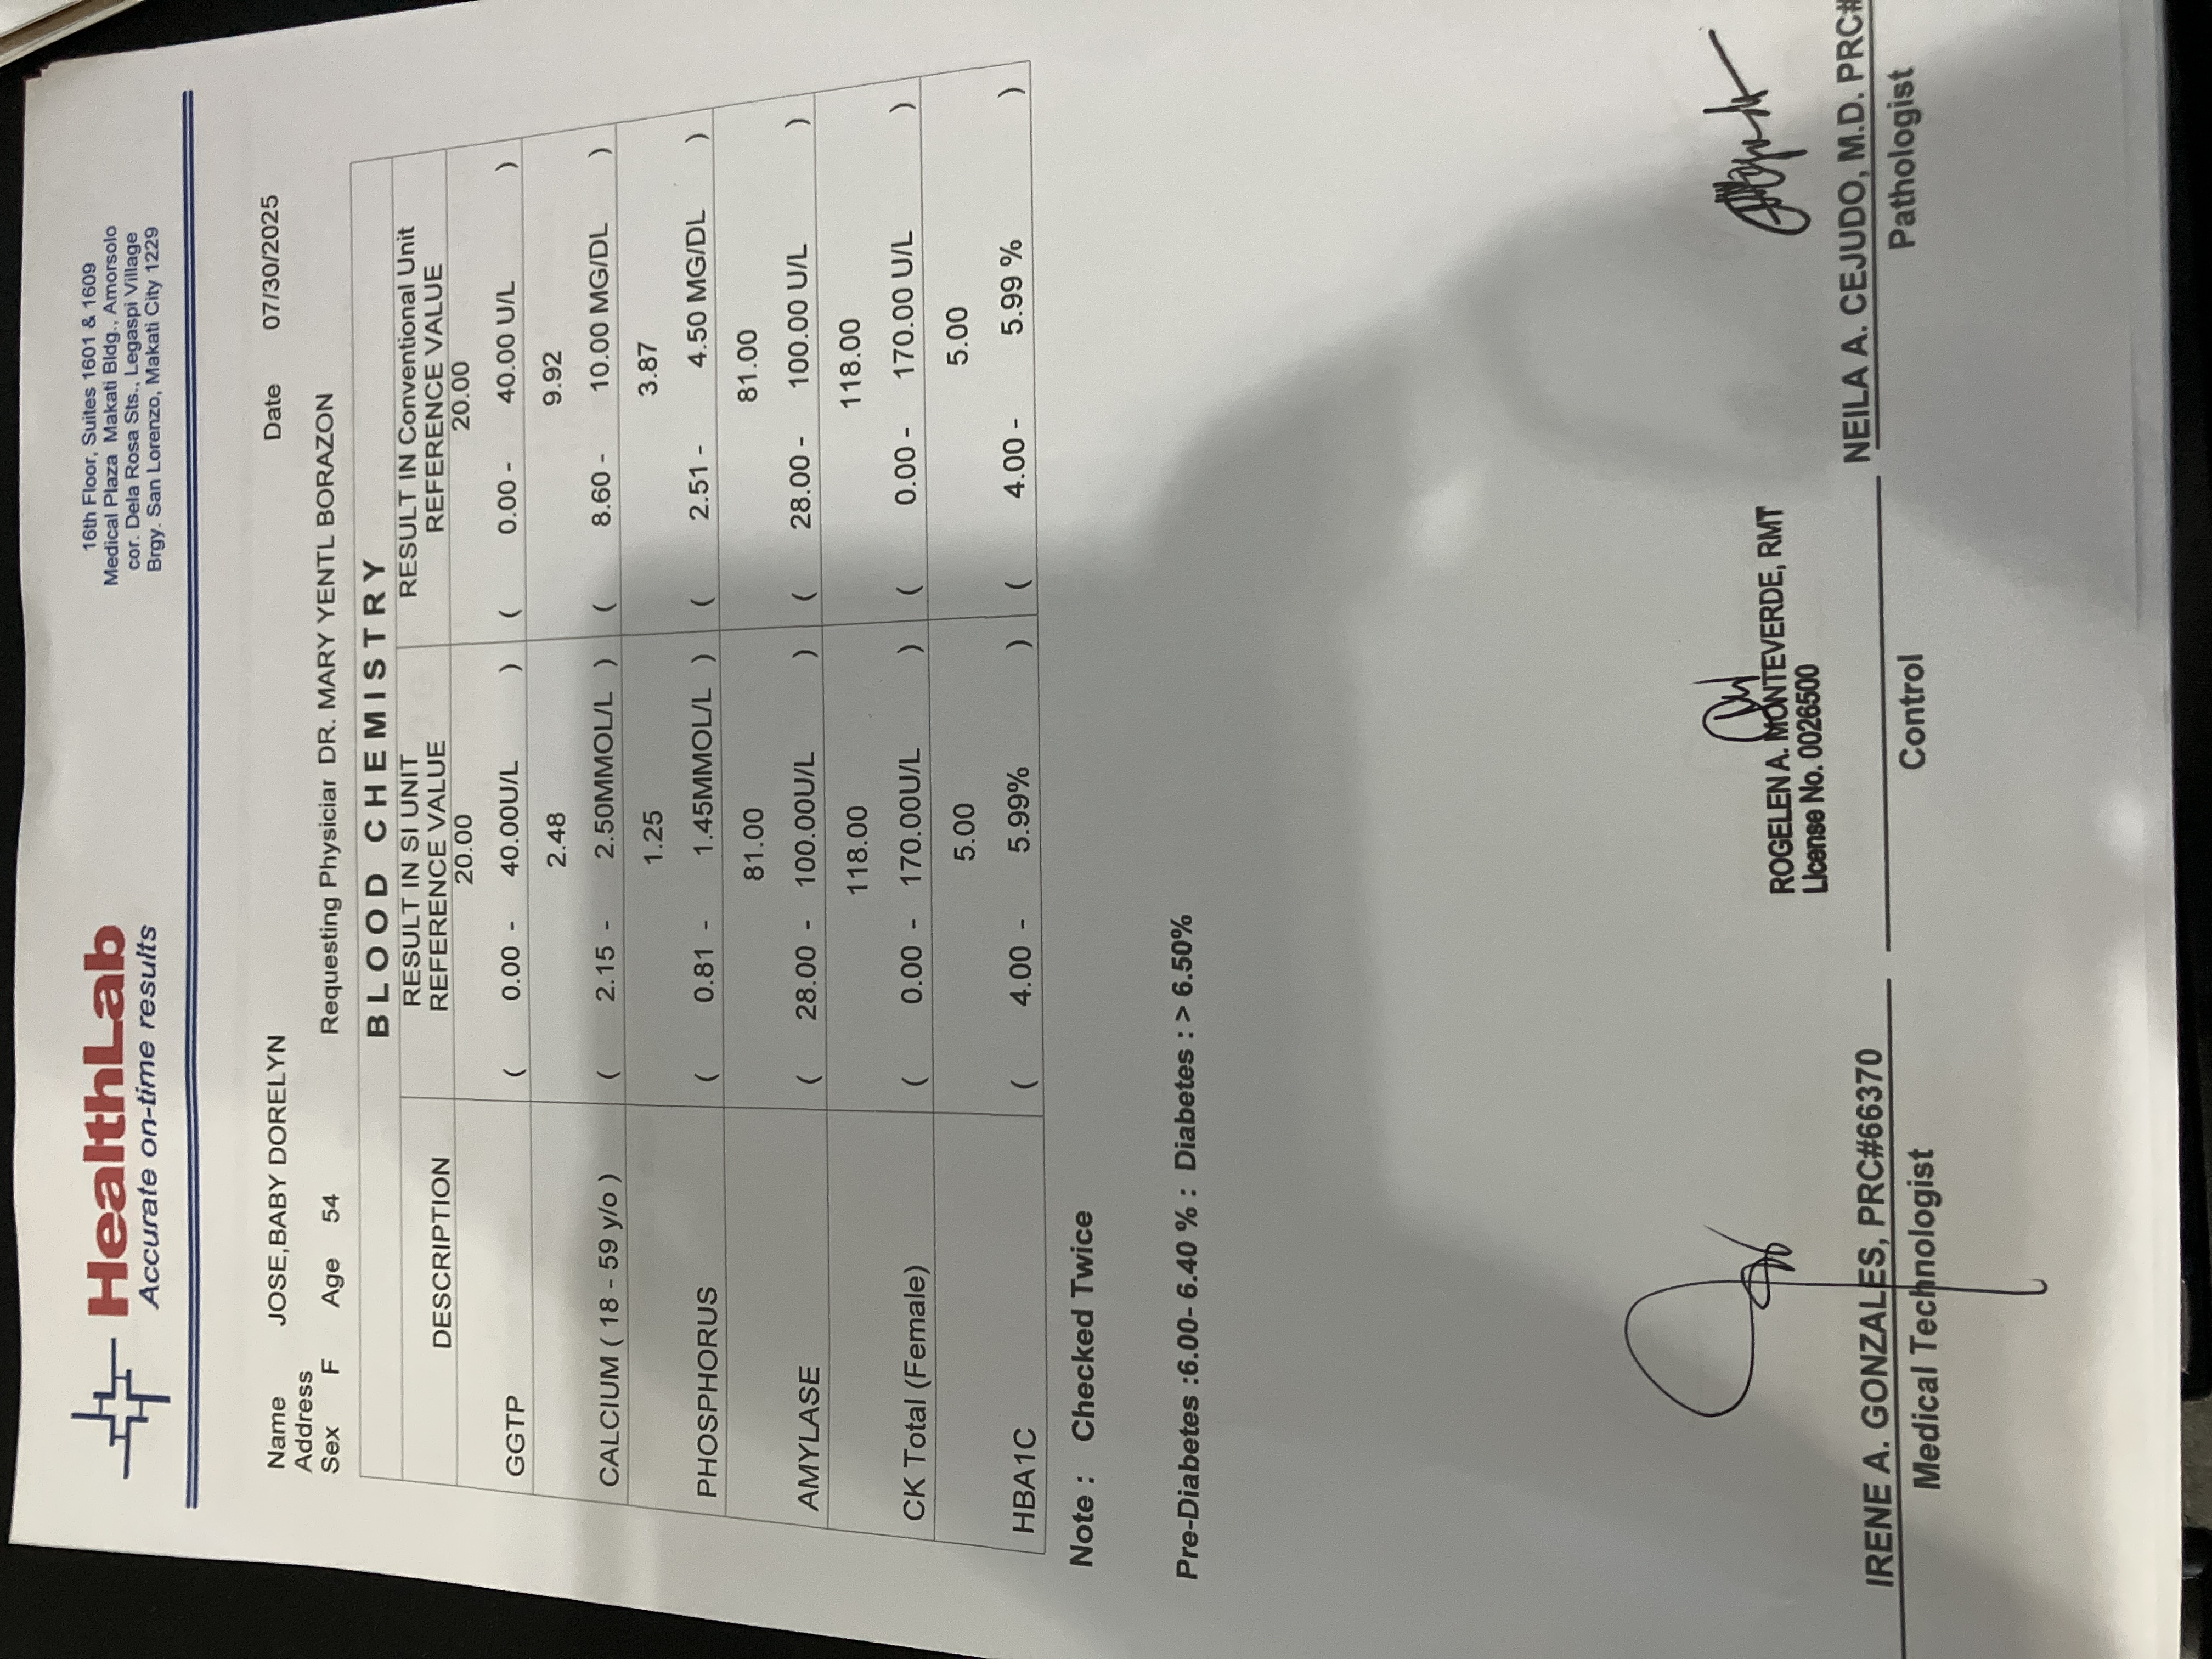 HealthLab
Accurate on-time results
16th Floor, Suites 1601 & 1609
Medical Plaza Makati Bldg., Amorsolo
cor. Dela Rosa Sts., Legaspi Village
Brgy. San Lorenzo, Makati City 1229
Name JOSE,BABY DORELYN Date 07/30/2025
Address
Sex F Age 54 Requesting Physiciar DR. MARY YENTL BORAZON
BLOOD CHEMISTRY
DESCRIPTION RESULT IN SI UNIT REFERENCE VALUE RESULT IN Conventional Unit REFERENCE VALUE
20.00 20.00
GGTP ( 0.00 - 40.00U/L ) ( 0.00 - 40.00 U/L )
2.48 9.92
CALCIUM ( 18 - 59 y/o ) ( 2.15 - 2.50MMOL/L ) ( 8.60 - 10.00 MG/DL )
1.25 3.87
PHOSPHORUS ( 0.81 - 1.45MMOL/L ) ( 2.51 - 4.50 MG/DL )
81.00 81.00
AMYLASE ( 28.00 - 100.00U/L ) ( 28.00 - 100.00 U/L )
118.00 118.00
CK Total (Female) ( 0.00 - 170.00U/L ) ( 0.00 - 170.00 U/L )
5.00 5.00
HBA1C ( 4.00 - 5.99% ) ( 4.00 - 5.99 % )
Note : Checked Twice
Pre-Diabetes :6.00- 6.40 % : Diabetes : > 6.50%
ROGELEN A. MONTEVERDE, RMT
License No. 0026500
IRENE A. GONZALES, PRC#66370 NEILA A. CEJUDO, M.D. PRC#
Medical Technologist Control Pathologist